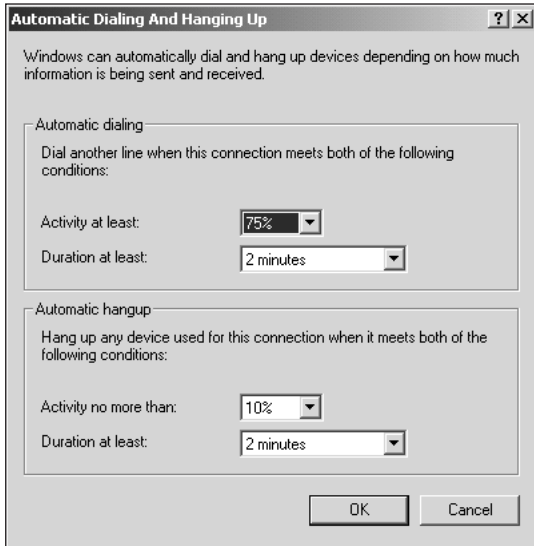 Automatic Dialing And Hanging Up
Windows can automatically dial and hang up devices depending on how much
information is being sent and received.
Automatic dialing
Dial another line when this connection meets both of the following
conditions:
Activity at least: 75%
Duration at least: 2 minutes
Automatic hangup
Hang up any device used for this connection when it meets both of the
following conditions:
Activity no more than: 10%
Duration at least: 2 minutes
OK Cancel